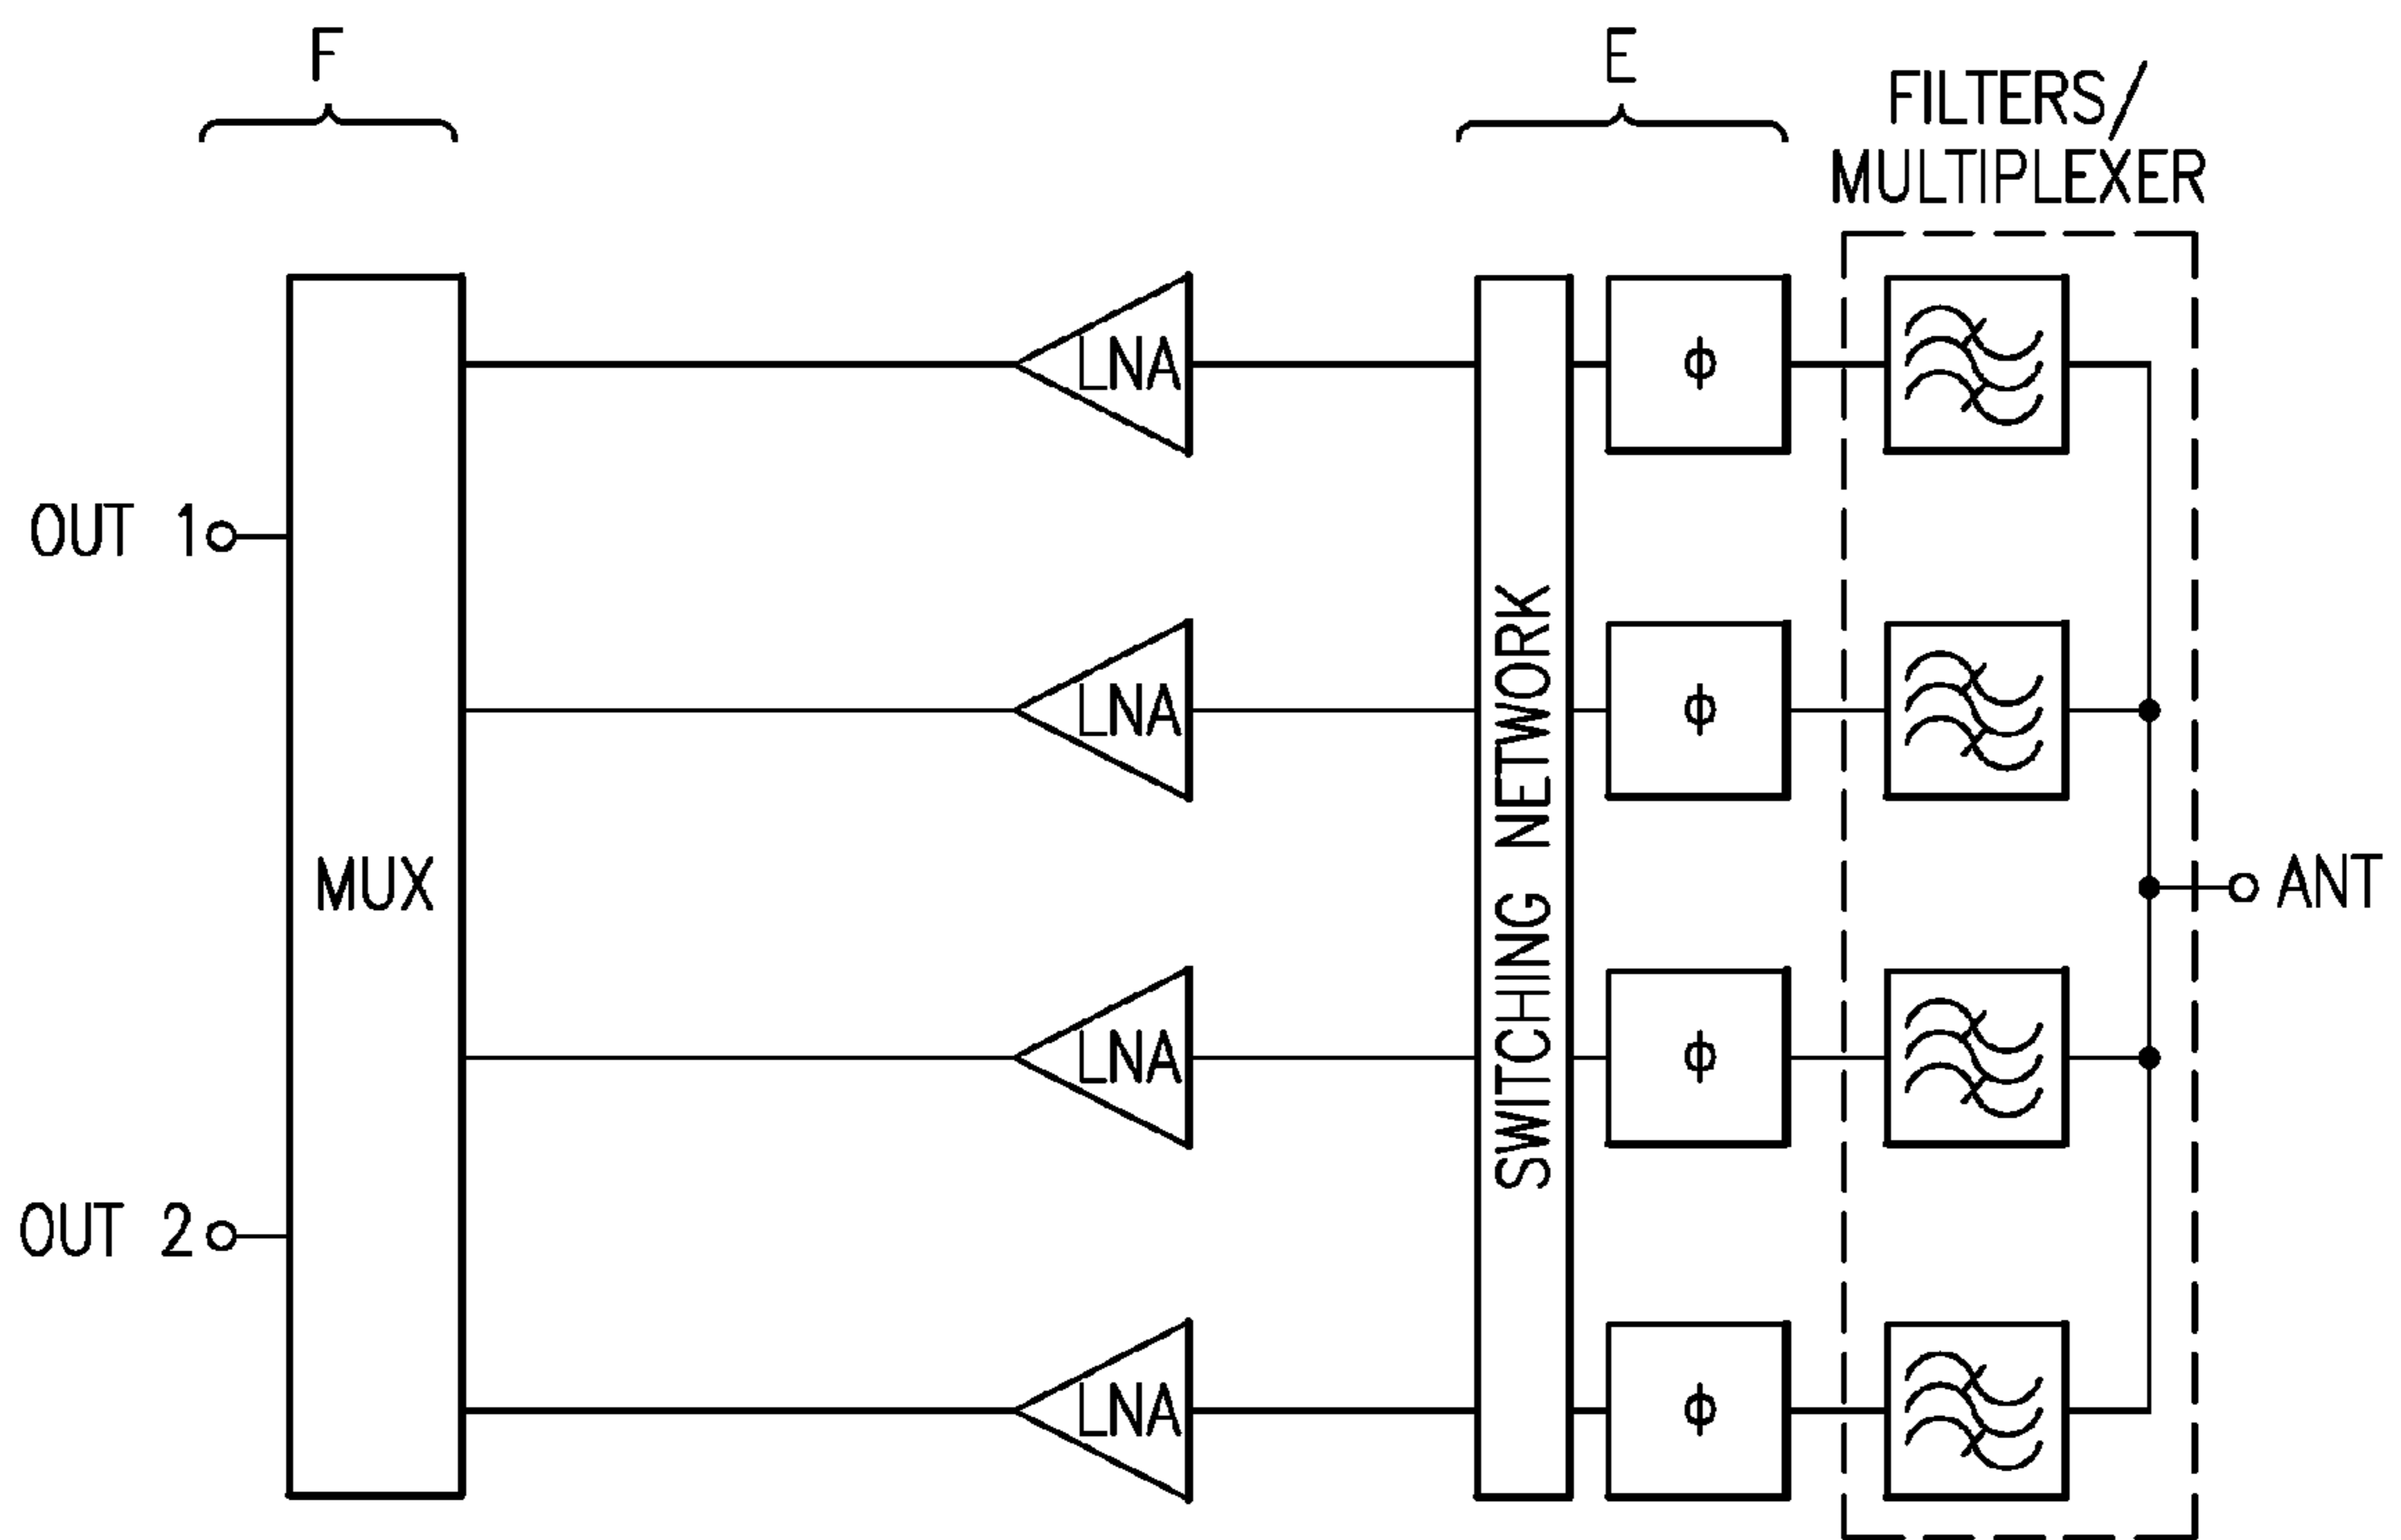 F
E
FILTERS/
MULTIPLEXER
LNA
ϕ
OUT 1
LNA
ϕ
SWITCHING NETWORK
MUX
ANT
LNA
ϕ
OUT 2
LNA
ϕ